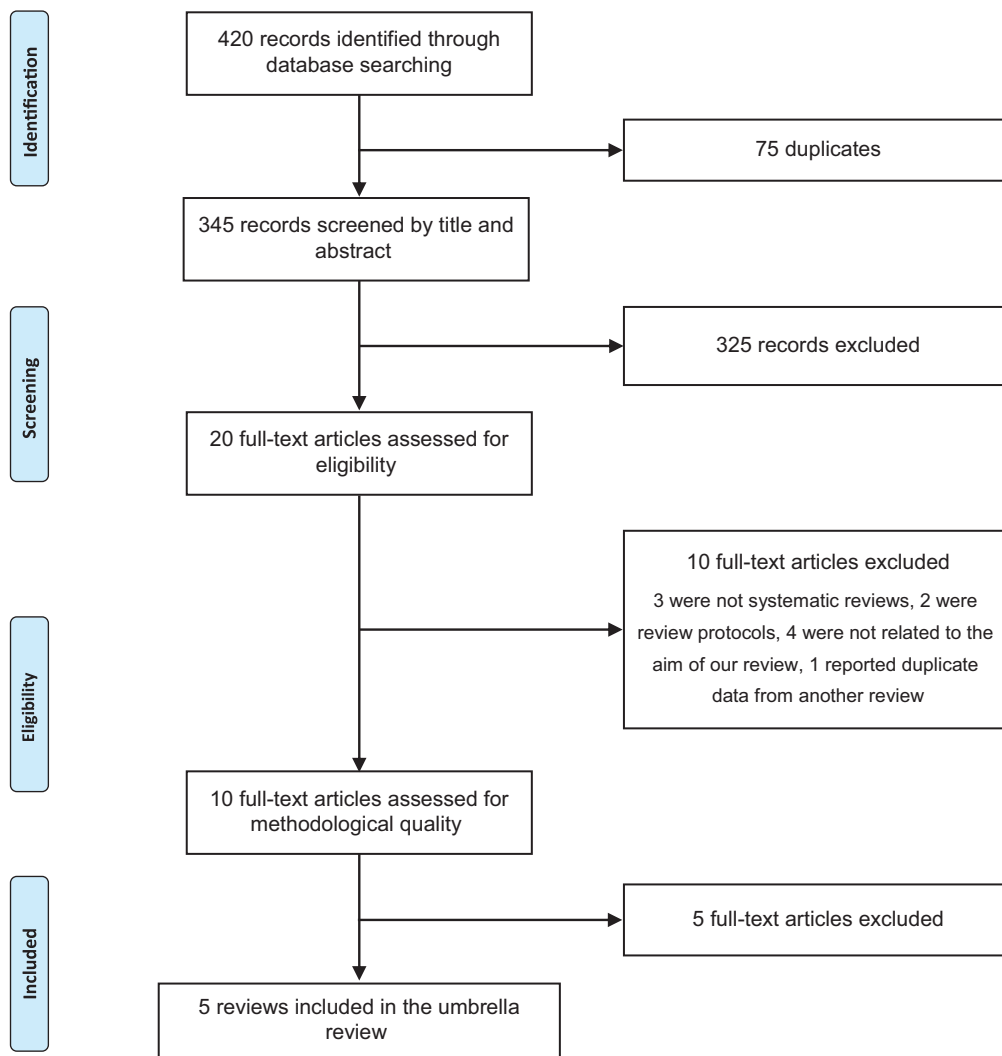 Identification
420 records identified through
database searching
75 duplicates
345 records screened by title and
abstract
Screening
325 records excluded
20 full-text articles assessed for
eligibility
Eligibility
10 full-text articles excluded
3 were not systematic reviews, 2 were
review protocols, 4 were not related to the
aim of our review, 1 reported duplicate
data from another review
10 full-text articles assessed for
methodological quality
Included
5 full-text articles excluded
5 reviews included in the umbrella
review